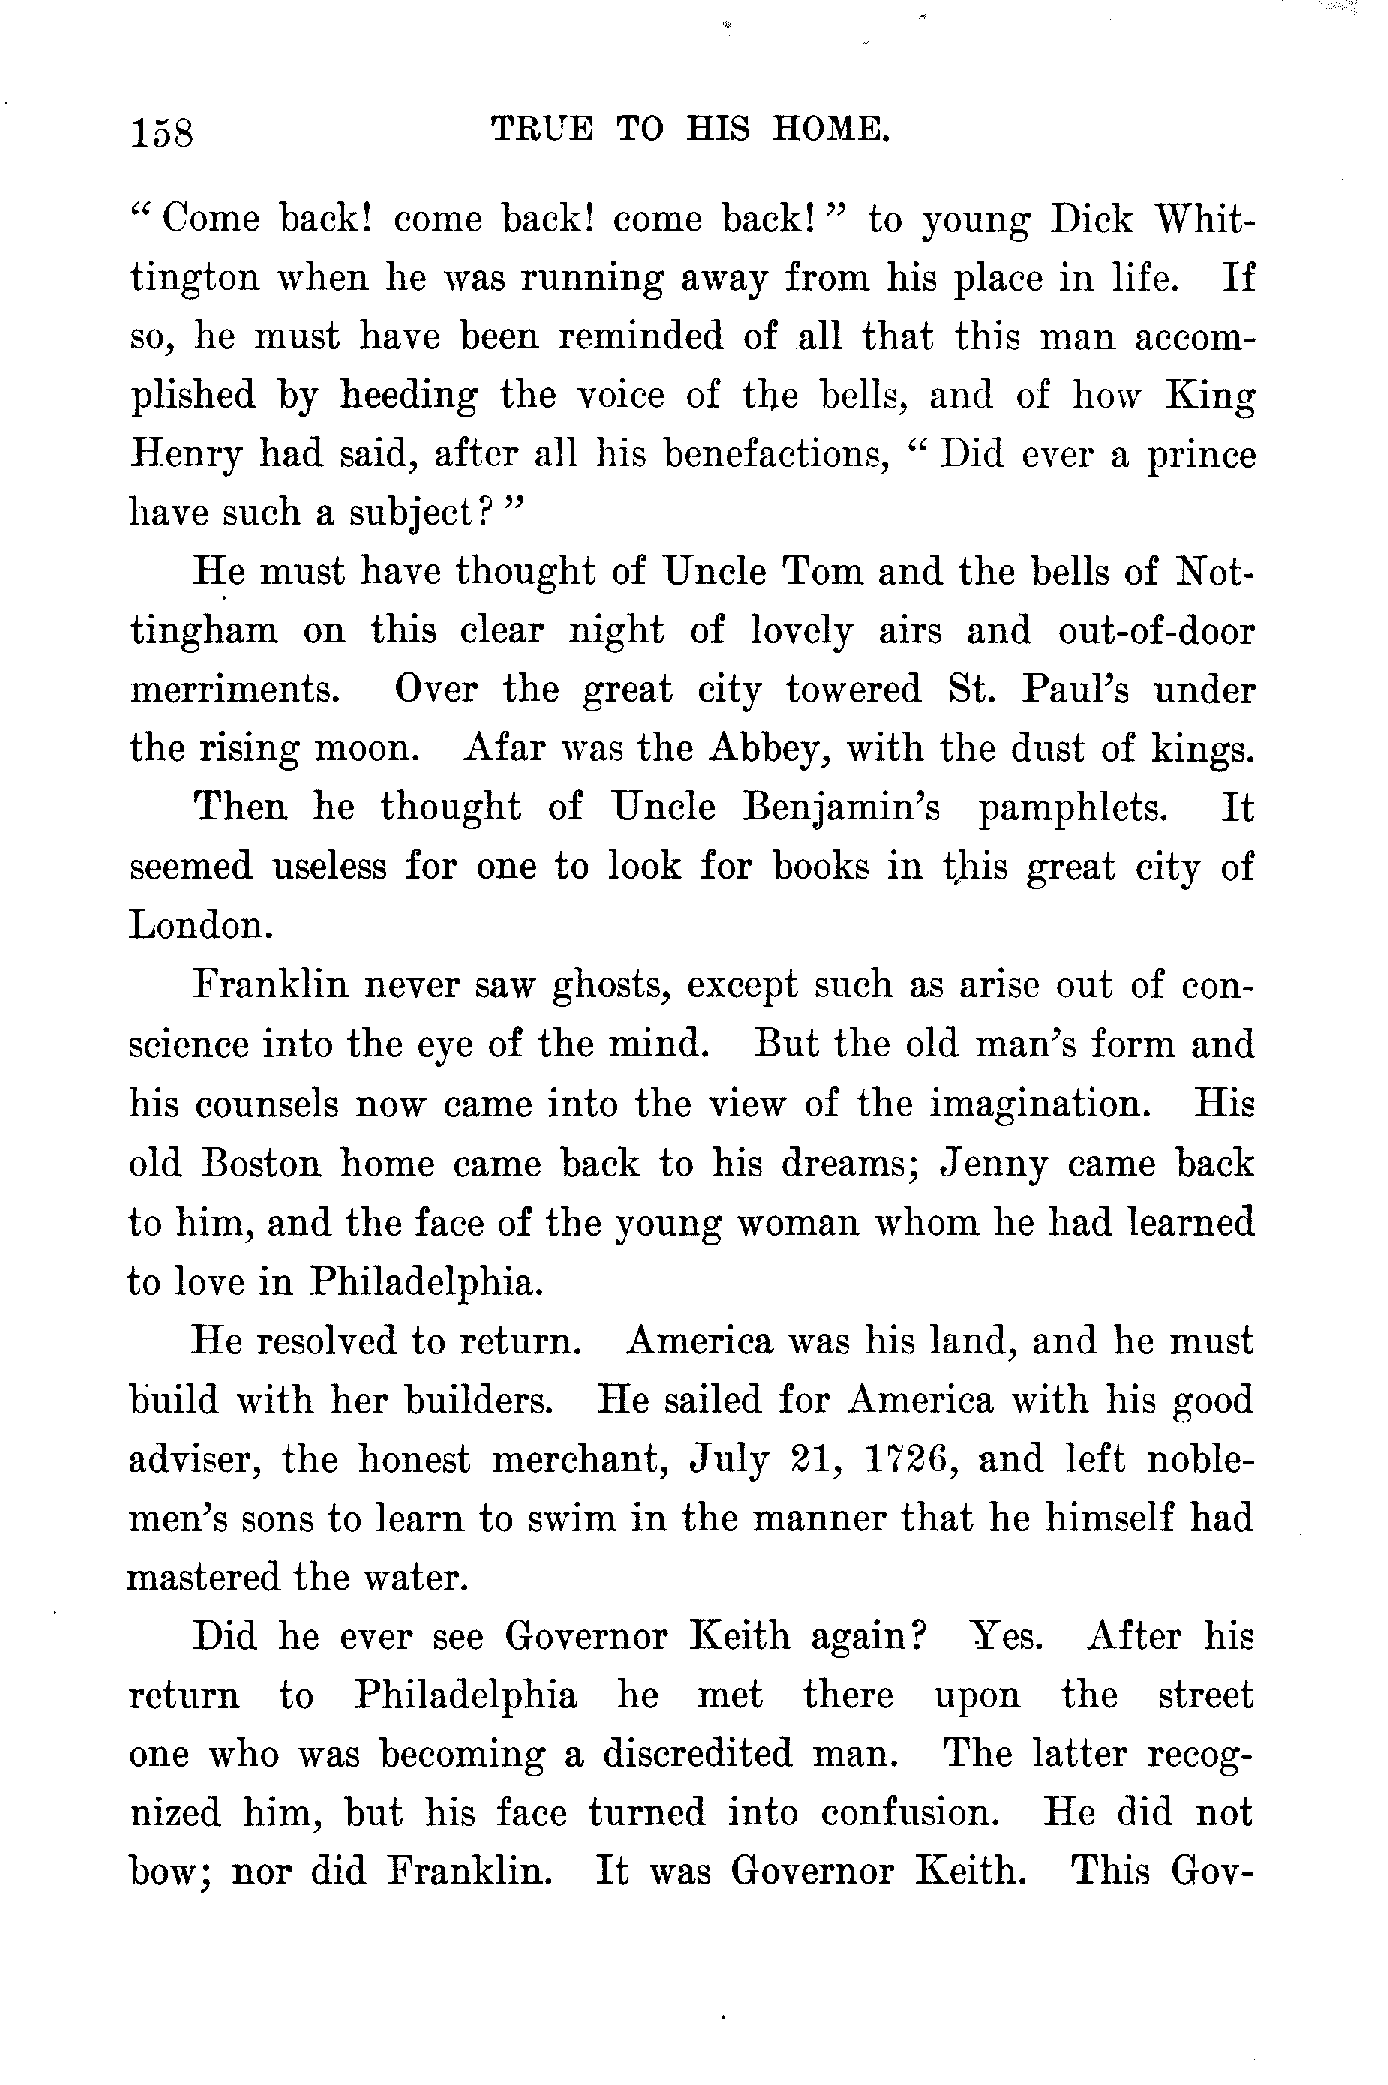 158 TRUE TO HIS HOME.
“ Come back! come back! come back! ” to young Dick Whit-
tington when he was running away from his place in life. If
so, he must have been reminded of all that this man accom-
plished by heeding the voice of the bells, and of how King
Henry had said, after all his benefactions, “ Did ever a prince
have such a subject? ”
He must have thought of Uncle Tom and the bells of Not-
tingham on this clear night of lovely airs and out-of-door
merriments. Over the great city towered St. Paul’s under
the rising moon. Afar was the Abbey, with the dust of kings.
Then he thought of Uncle Benjamin’s pamphlets. It
seemed useless for one to look for books in this great city of
London.
Franklin never saw ghosts, except such as arise out of con-
science into the eye of the mind. But the old man’s form and
his counsels now came into the view of the imagination. His
old Boston home came back to his dreams; Jenny came back
to him, and the face of the young woman whom he had learned
to love in Philadelphia.
He resolved to return. America was his land, and he must
build with her builders. He sailed for America with his good
adviser, the honest merchant, July 21, 1726, and left noble-
men’s sons to learn to swim in the manner that he himself had
mastered the water.
Did he ever see Governor Keith again? Yes. After his
return to Philadelphia he met there upon the street
one who was becoming a discredited man. The latter recog-
nized him, but his face turned into confusion. He did not
bow; nor did Franklin. It was Governor Keith. This Gov-